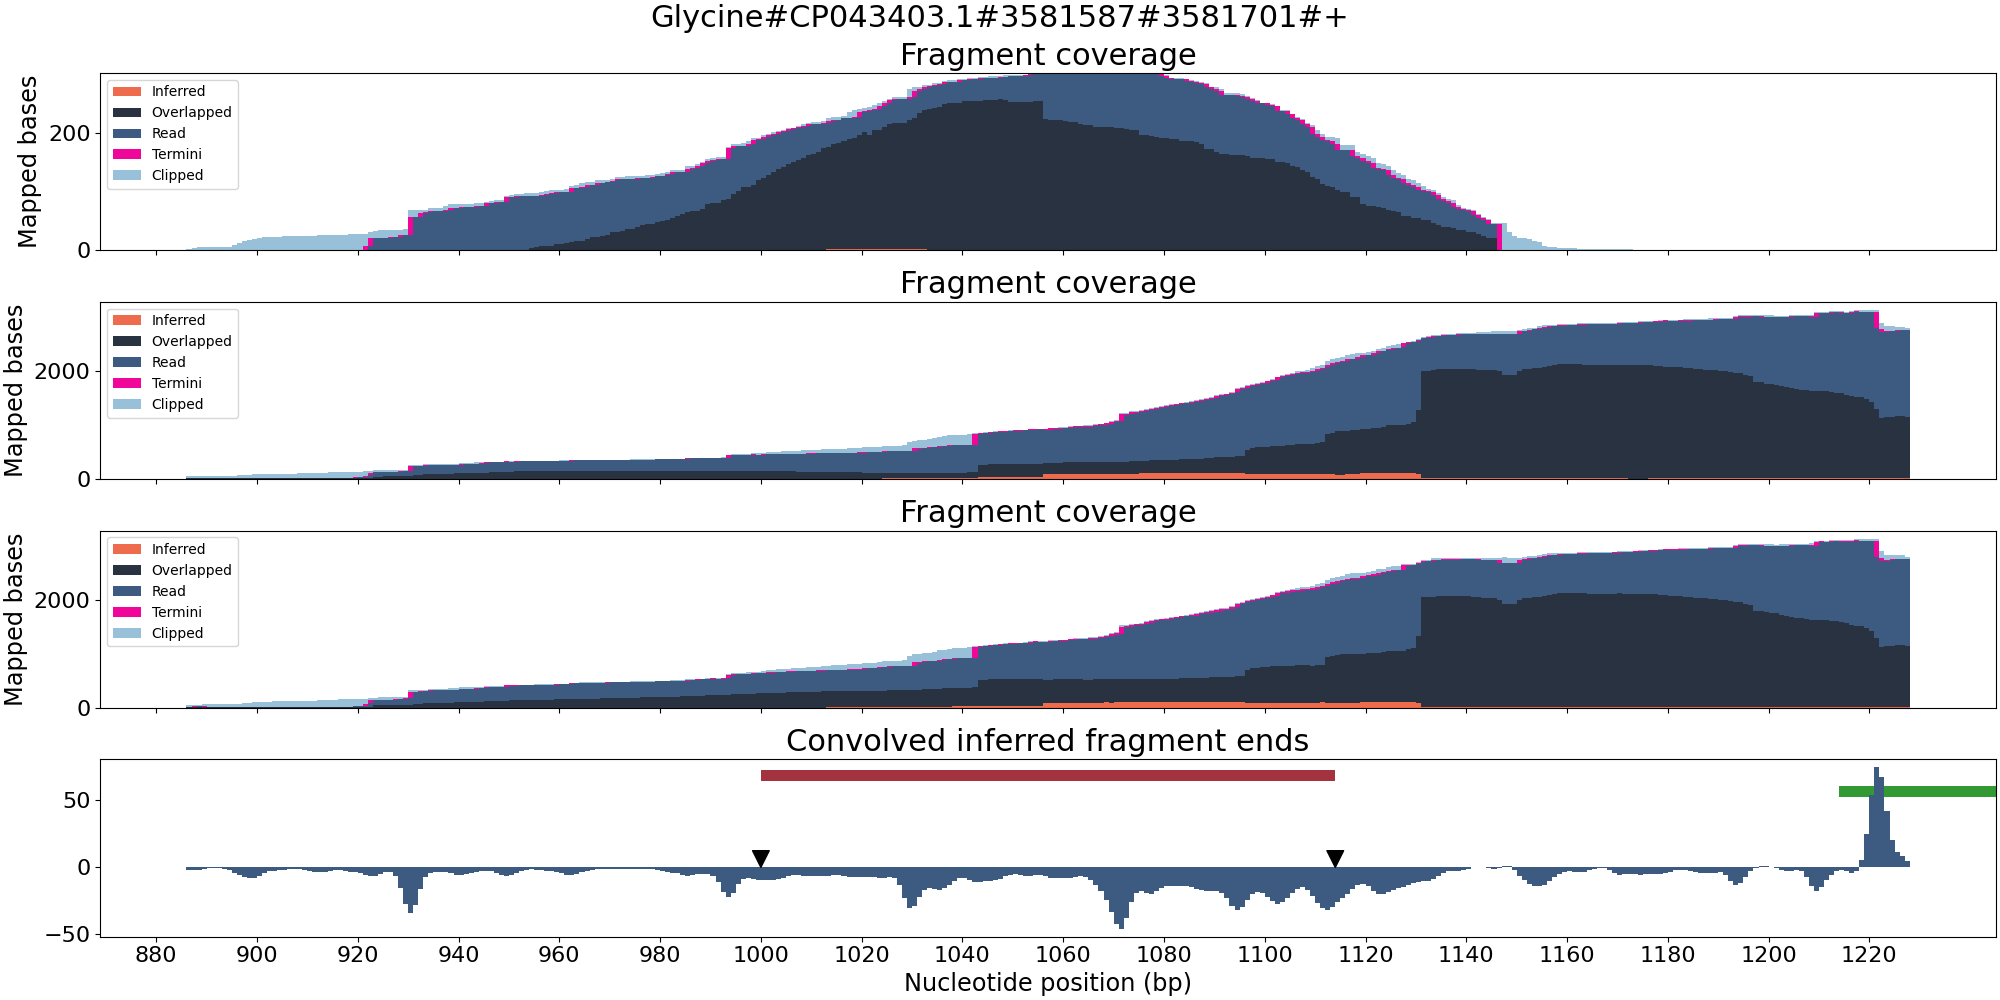 Glycine#CP043403.1#3581587#3581701#+
Fragment coverage
Mapped bases
200
0
Inferred
Overlapped
Read
Termini
Clipped
Fragment coverage
Mapped bases
2000
0
Inferred
Overlapped
Read
Termini
Clipped
Fragment coverage
Mapped bases
2000
0
Inferred
Overlapped
Read
Termini
Clipped
Convolved inferred fragment ends
50
0
−50
880 900 920 940 960 980 1000 1020 1040 1060 1080 1100 1120 1140 1160 1180 1200 1220
Nucleotide position (bp)